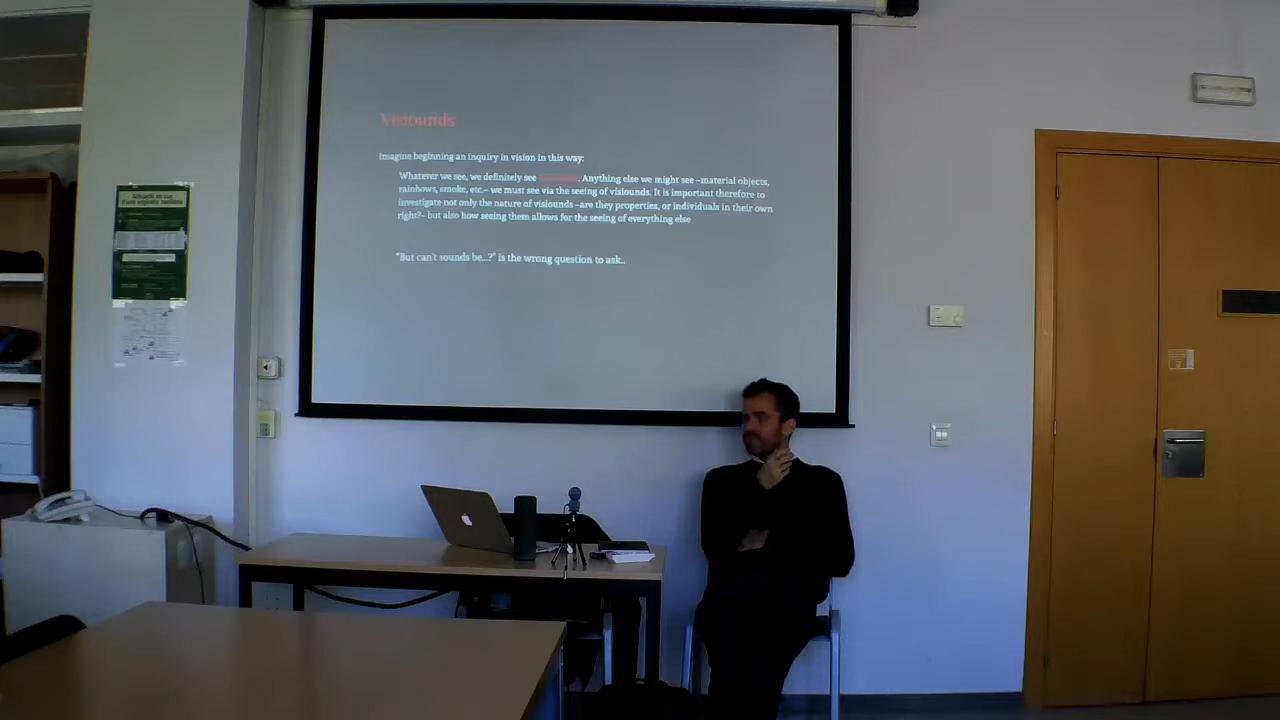 Visiounds
Imagine beginning an inquiry in vision in this way:
Whatever we see, we definitely see . Anything else we might see –material objects,
rainbows, smoke, etc.– we must see via the seeing of visiounds. It is important therefore to
investigate not only the nature of visiounds –are they properties, or individuals in their own
right?– but also how seeing them allows for the seeing of everything else
"But can't sounds be...?" is the wrong question to ask..